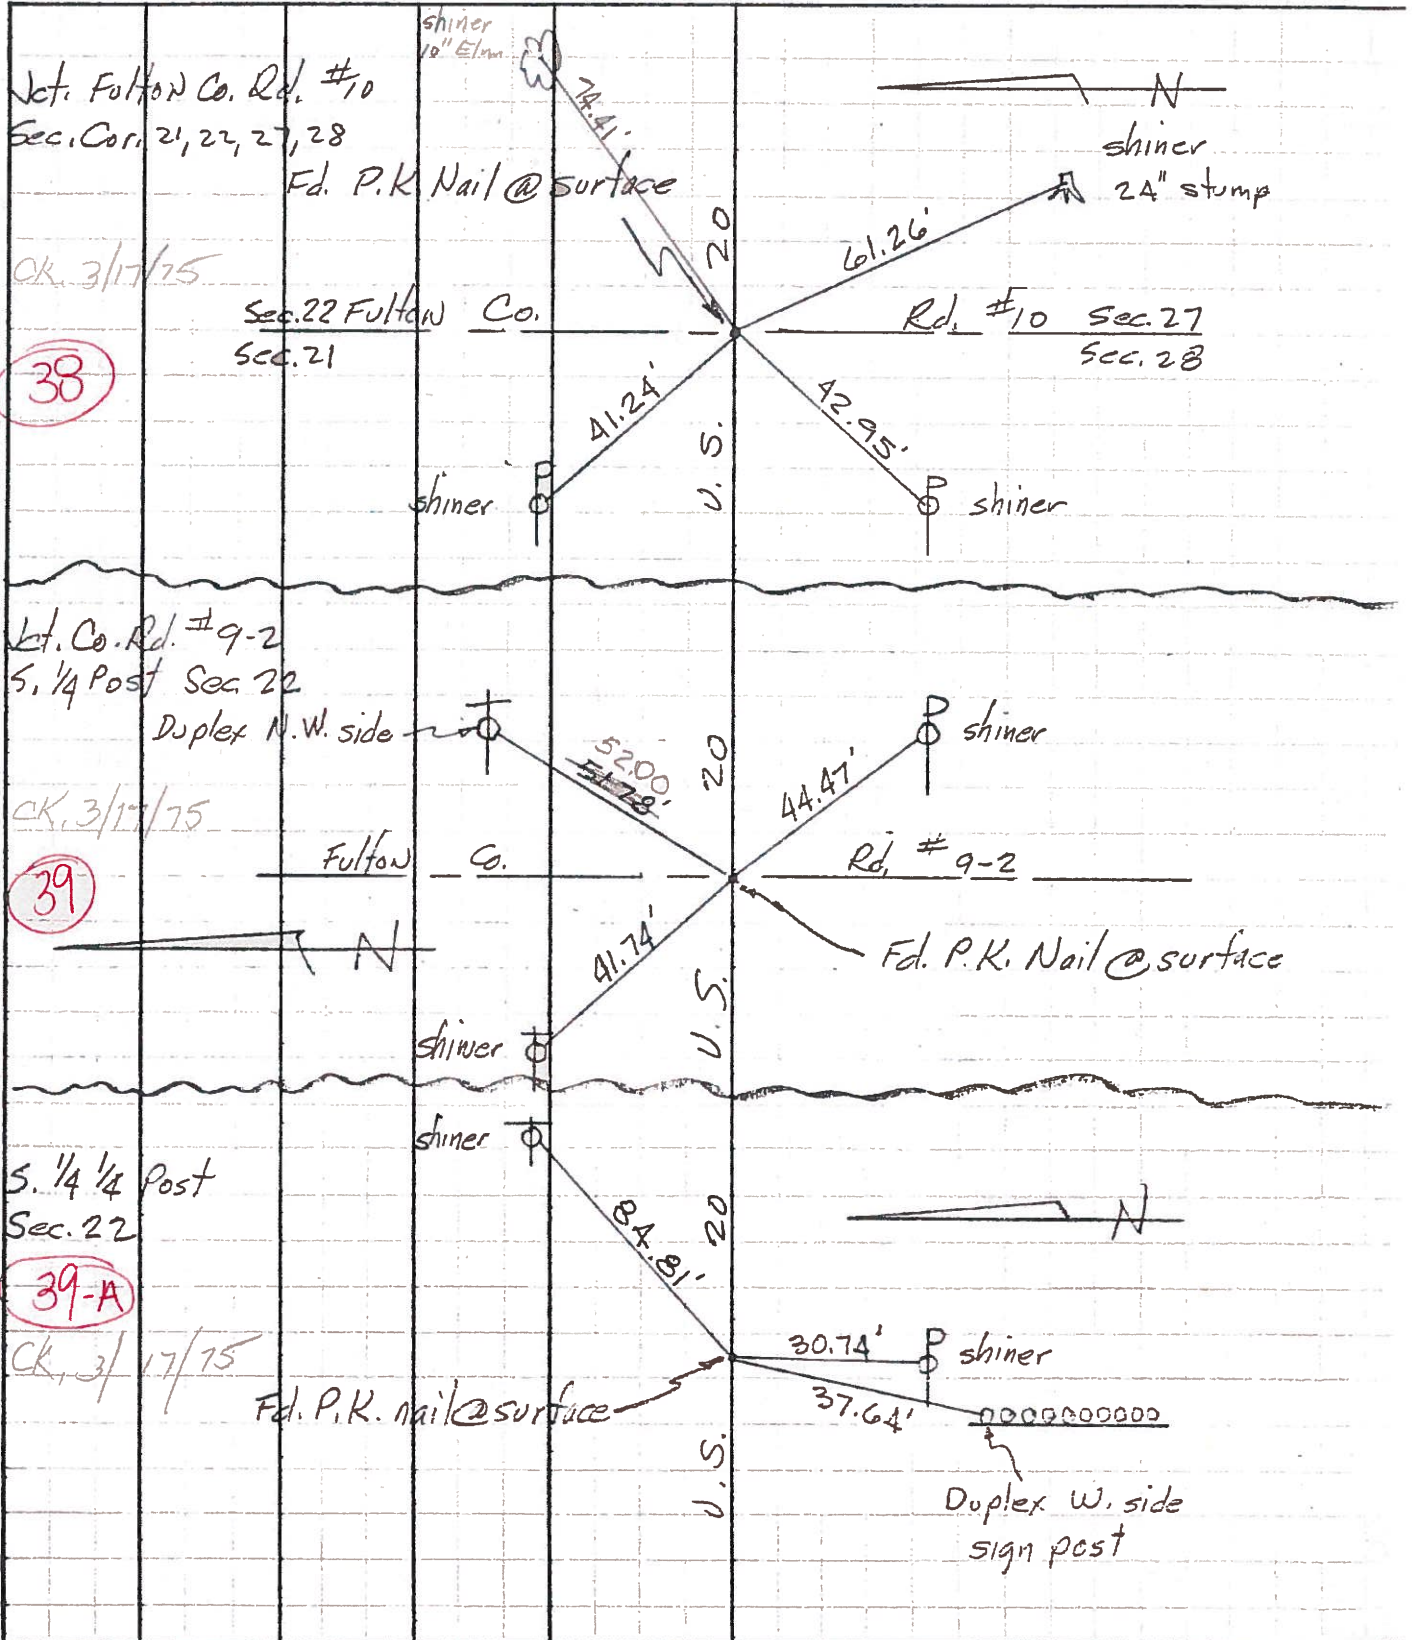 shiner
10" Elm
Jct. Fulton Co. Rd. #10
Sec. Cor. 21, 22, 27, 28
74.41'
N
shiner
24" stump
Fd. P.K. Nail @ surface
20
61.26'
CK. 3/17/75
Sec. 22 Fulton Co.
Rd. #10 Sec. 27
Sec. 21
Sec. 28
38
41.24'
42.95'
U.S.
P
shiner
P
shiner
Jct. Co. Rd. #9-2
S. 1/4 Post Sec. 22
Duplex N.W. side
52.00
51.78'
20
44.47'
P
shiner
CK. 3/17/75
Fulton Co.
Rd. # 9-2
39
N
41.74'
U.S.
Fd. P.K. Nail @ surface
shiner
shiner
S. 1/4 1/4 Post
Sec. 22
84.81'
20
N
39-A
CK. 3/17/75
30.74'
P
shiner
Fd. P.K. nail @ surface
37.64'
U.S.
Duplex W. side
sign post